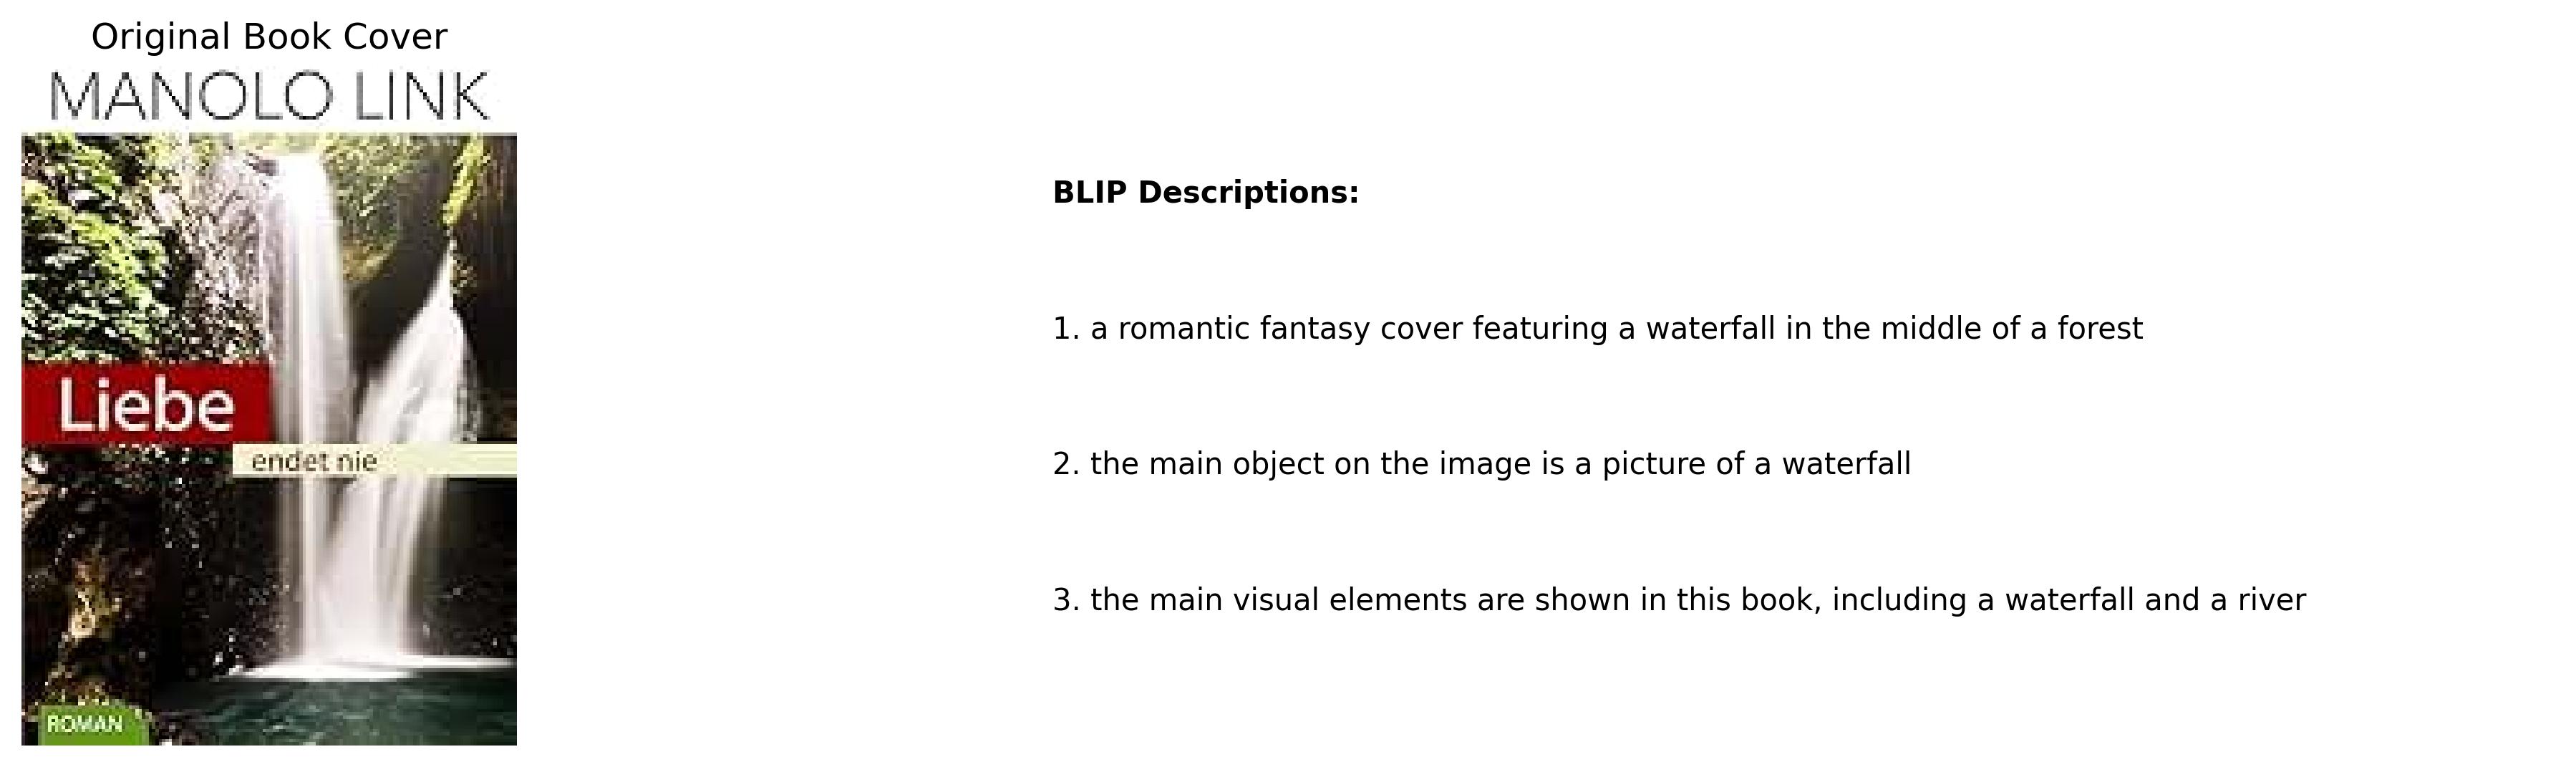 Original Book Cover
MANOLO LINK
Liebe
endet nie
ROMAN
BLIP Descriptions:
1. a romantic fantasy cover featuring a waterfall in the middle of a forest
2. the main object on the image is a picture of a waterfall
3. the main visual elements are shown in this book, including a waterfall and a river